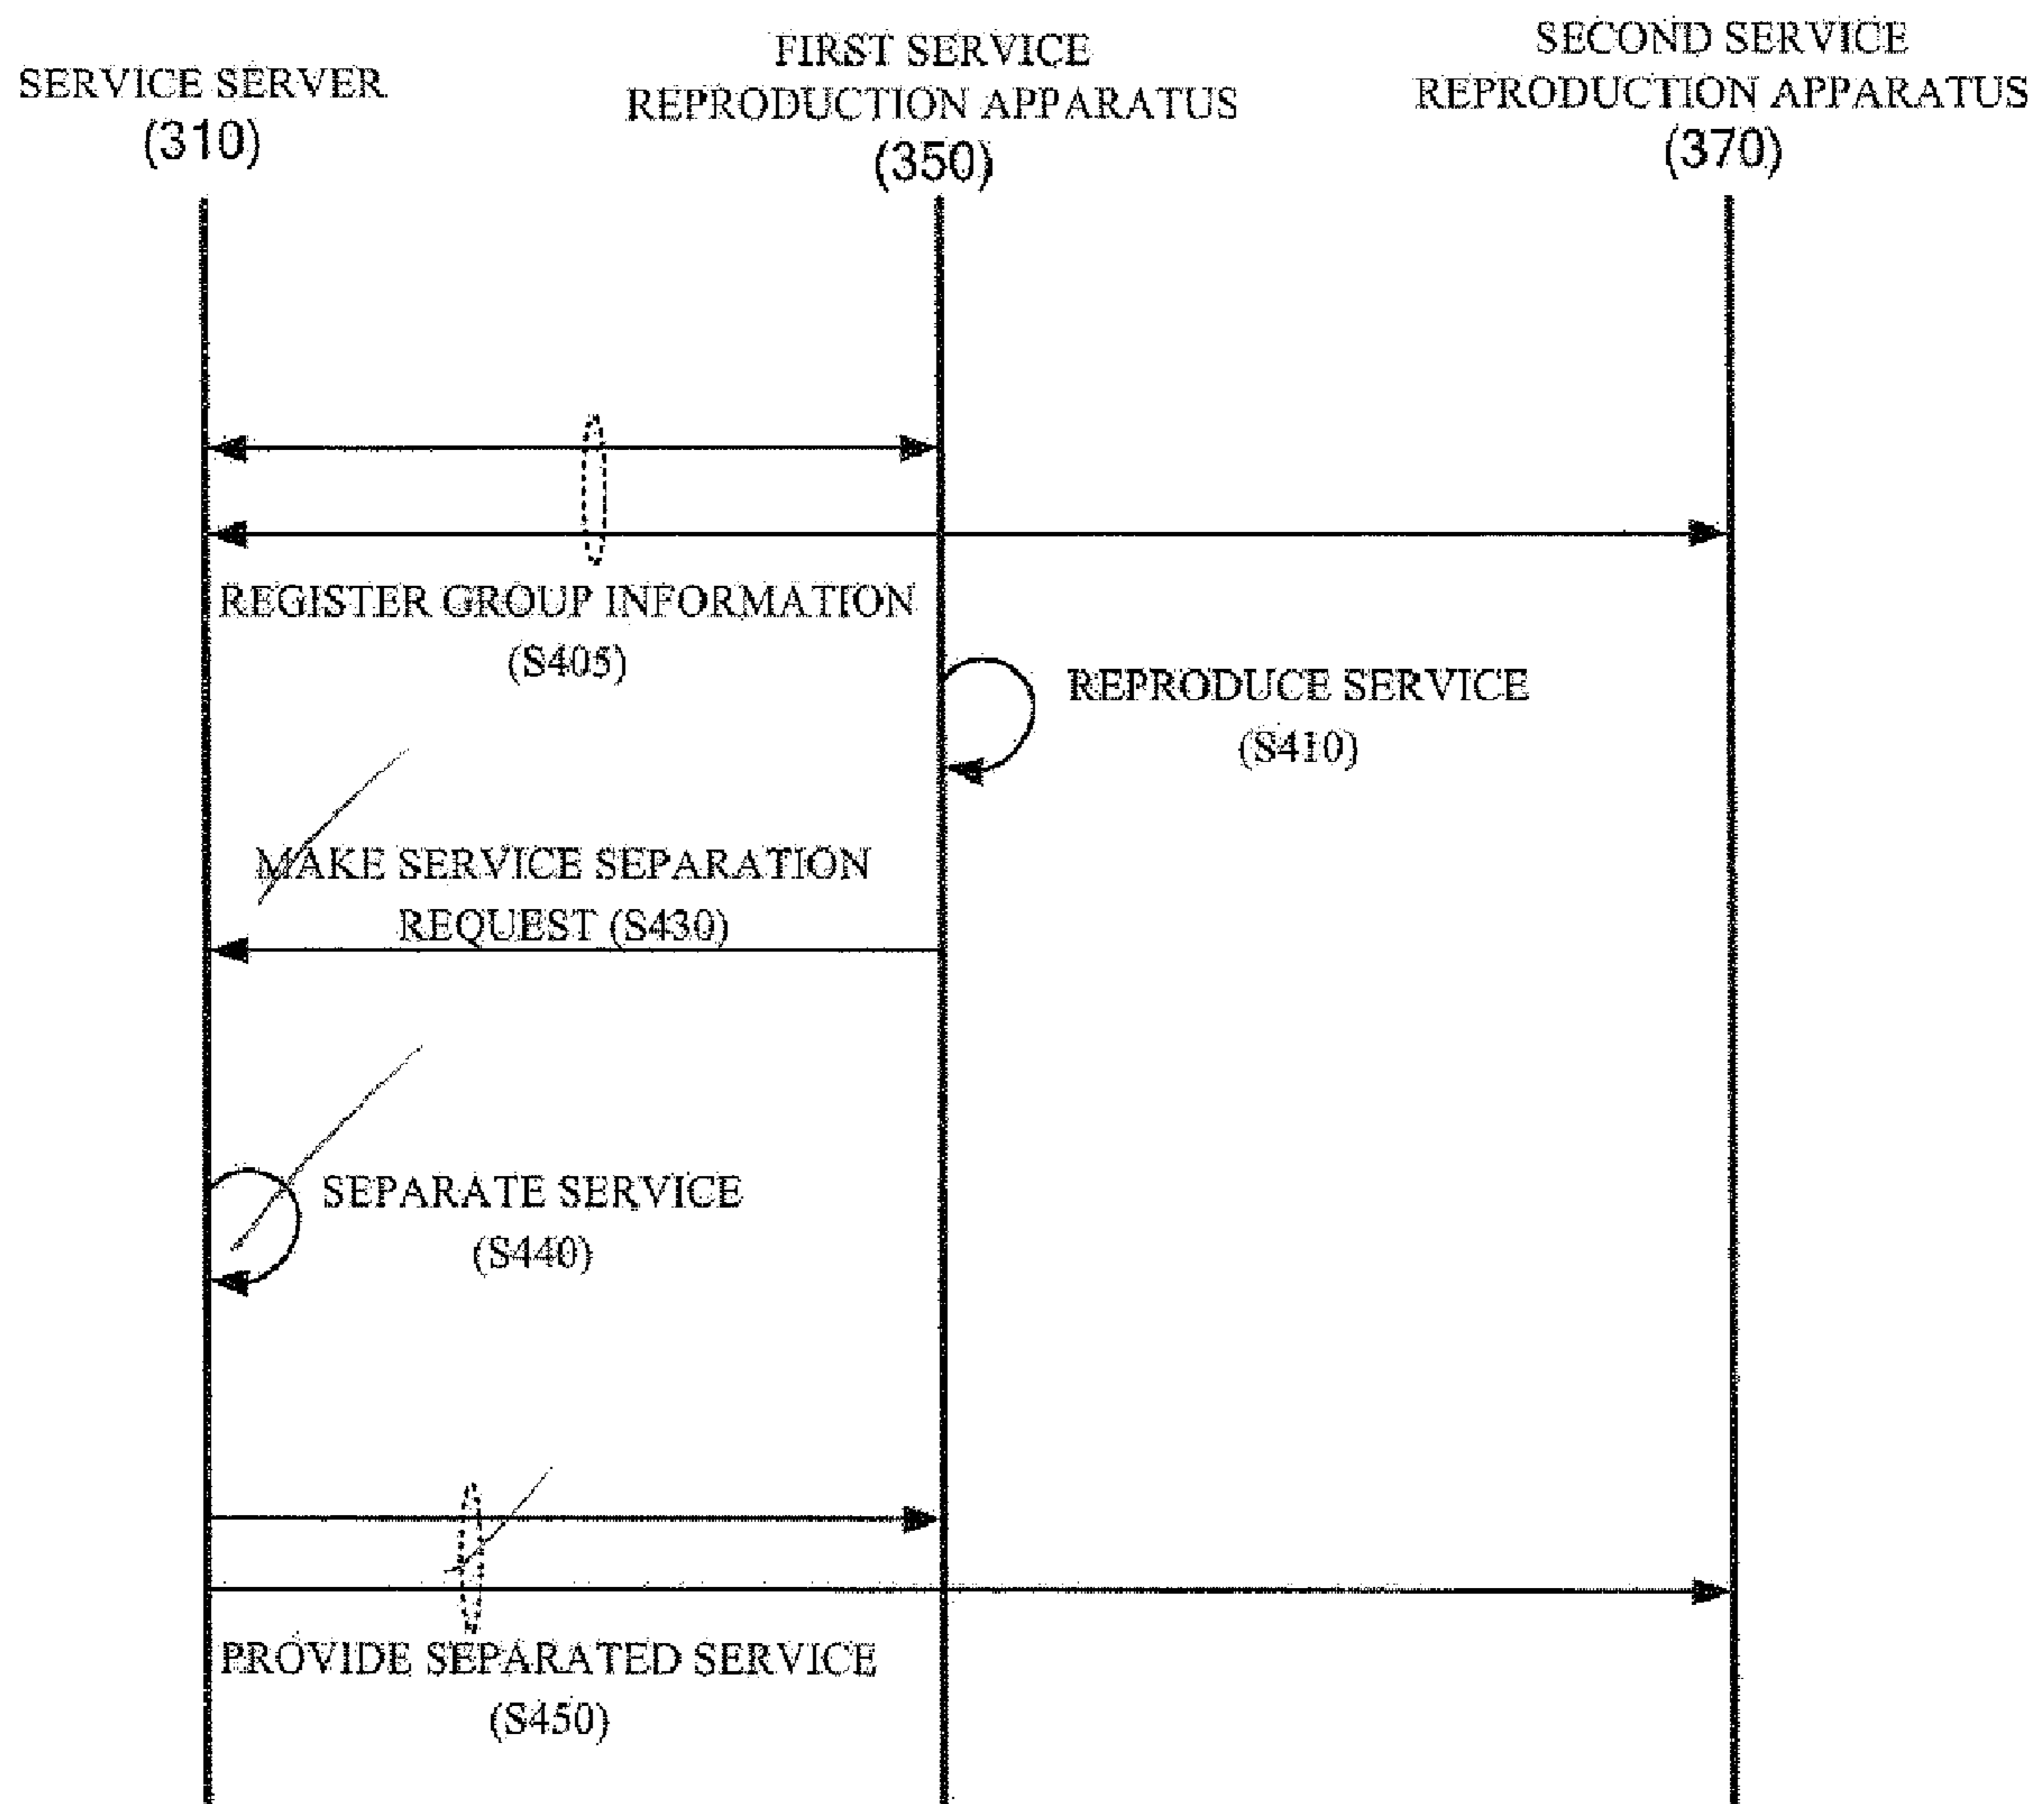 SERVICE SERVER
(310)
FIRST SERVICE
REPRODUCTION APPARATUS
(350)
SECOND SERVICE
REPRODUCTION APPARATUS
(370)
REGISTER GROUP INFORMATION
(S405)
REPRODUCE SERVICE
(S410)
MAKE SERVICE SEPARATION
REQUEST (S430)
SEPARATE SERVICE
(S440)
PROVIDE SEPARATED SERVICE
(S450)